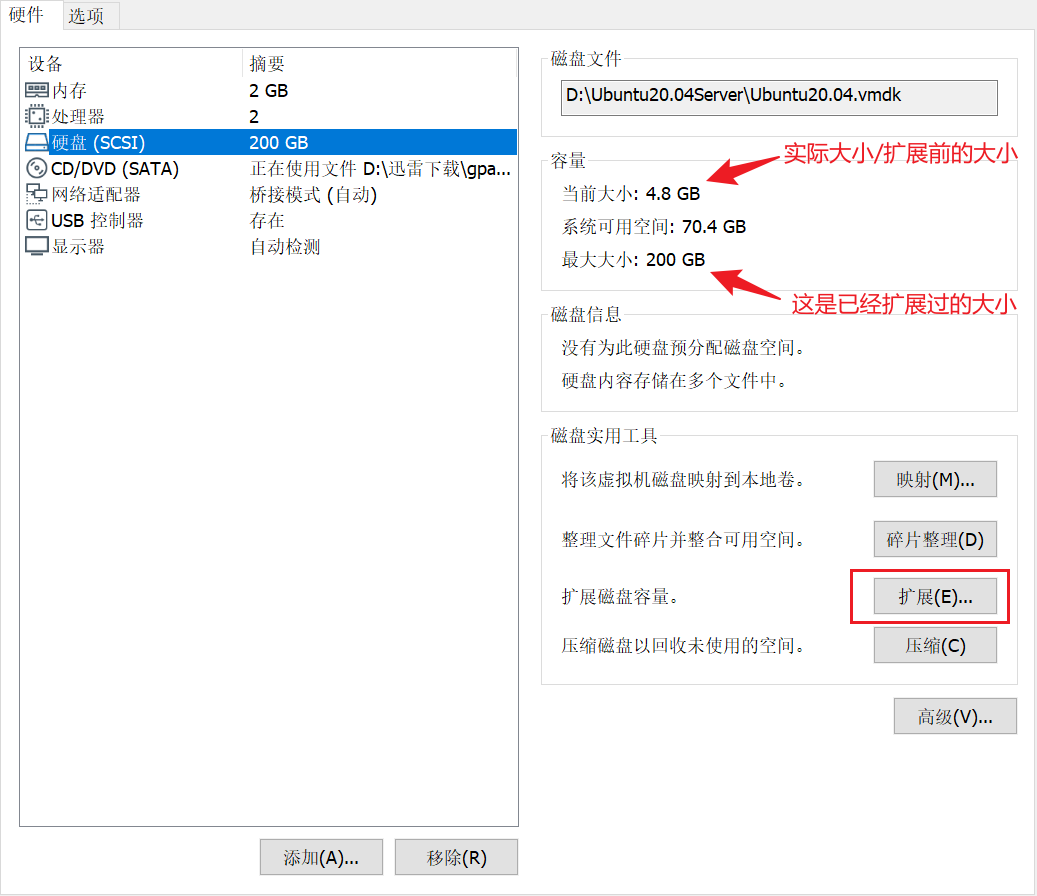 硬件 选项
设备 摘要
内存 2 GB
处理器 2
硬盘 (SCSI) 200 GB
CD/DVD (SATA) 正在使用文件 D:\迅雷下载\gpa...
网络适配器 桥接模式 (自动)
USB 控制器 存在
显示器 自动检测
添加(A)... 移除(R)
磁盘文件
D:\Ubuntu20.04Server\Ubuntu20.04.vmdk
容量
实际大小/扩展前的大小
当前大小: 4.8 GB
系统可用空间: 70.4 GB
最大大小: 200 GB
这是已经扩展过的大小
磁盘信息
没有为此硬盘预分配磁盘空间。
硬盘内容存储在多个文件中。
磁盘实用工具
将该虚拟机磁盘映射到本地卷。 映射(M)...
整理文件碎片并整合可用空间。 碎片整理(D)
扩展磁盘容量。 扩展(E)...
压缩磁盘以回收未使用的空间。 压缩(C)
高级(V)...